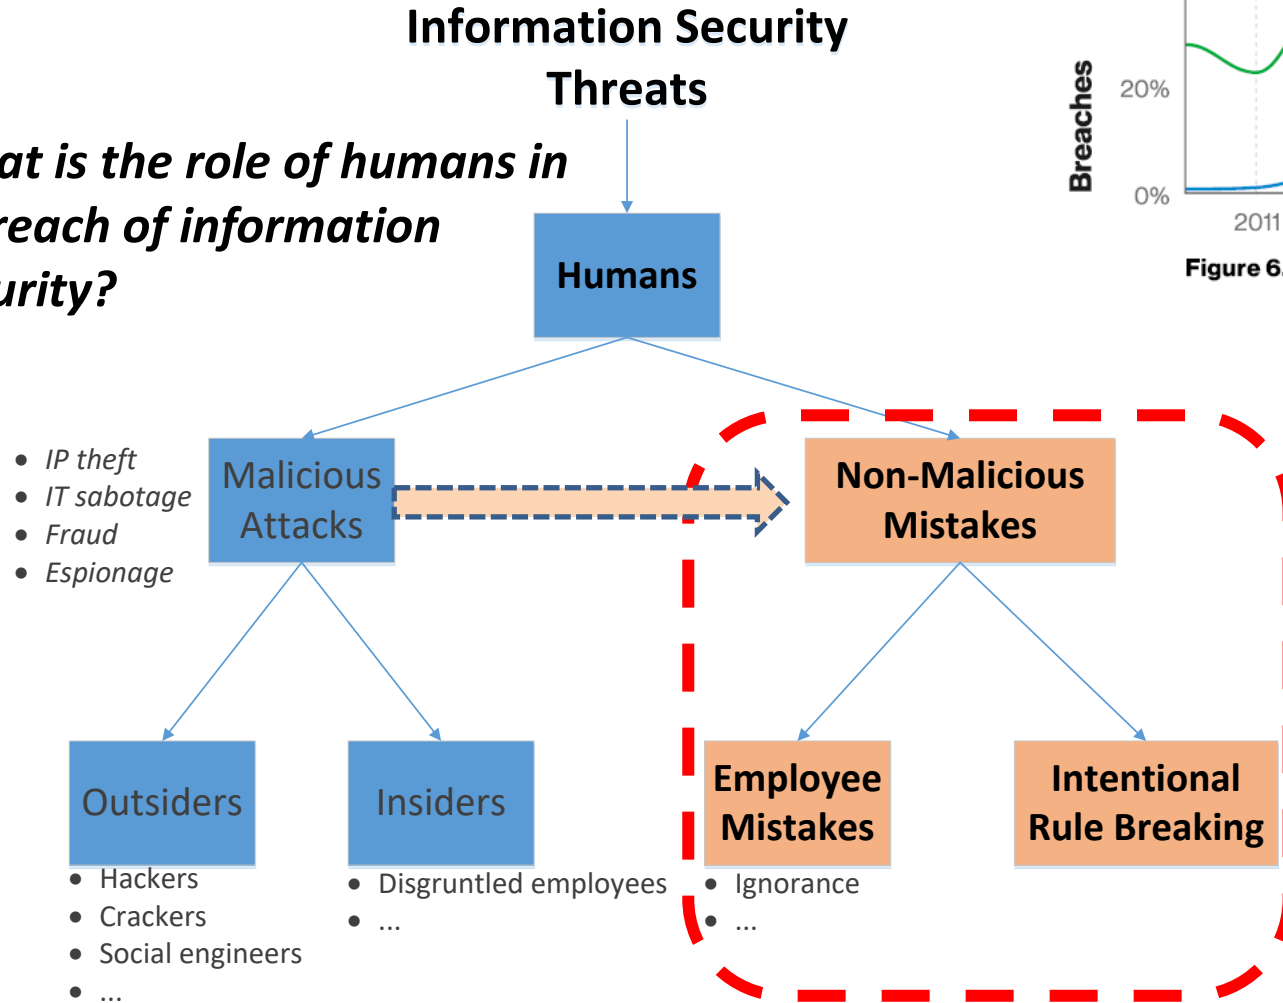 Information Security
Threats
at is the role of humans in
reach of information
urity?
Breaches
20%
0%
2011
Figure 6.
Humans
• IP theft
• IT sabotage
• Fraud
• Espionage
Malicious
Attacks
Non-Malicious
Mistakes
Outsiders
Insiders
Employee
Mistakes
Intentional
Rule Breaking
• Hackers
• Crackers
• Social engineers
• ...
• Disgruntled employees
• ...
• Ignorance
• ...